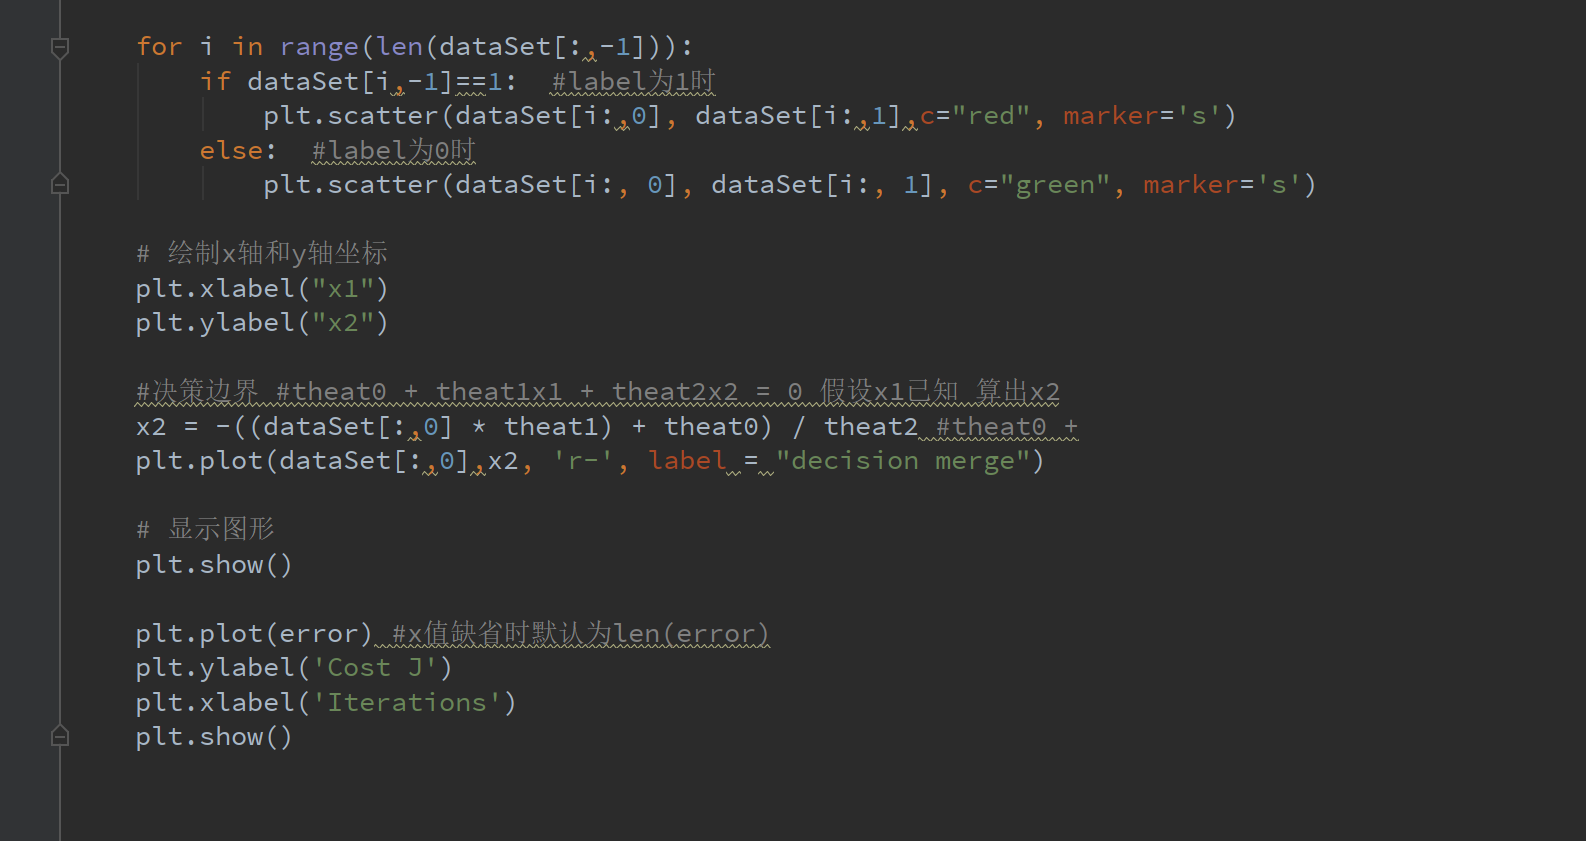 for i in range(len(dataSet[:,-1])):
if dataSet[i,-1]==1:  #label为1时
plt.scatter(dataSet[i:,0], dataSet[i:,1],c="red", marker='s')
else:  #label为0时
plt.scatter(dataSet[i:, 0], dataSet[i:, 1], c="green", marker='s')
# 绘制x轴和y轴坐标
plt.xlabel("x1")
plt.ylabel("x2")
#决策边界 #theat0 + theat1x1 + theat2x2 = 0 假设x1已知 算出x2
x2 = -((dataSet[:,0] * theat1) + theat0) / theat2 #theat0 +
plt.plot(dataSet[:,0],x2, 'r-', label = "decision merge")
# 显示图形
plt.show()
plt.plot(error) #x值缺省时默认为len(error)
plt.ylabel('Cost J')
plt.xlabel('Iterations')
plt.show()